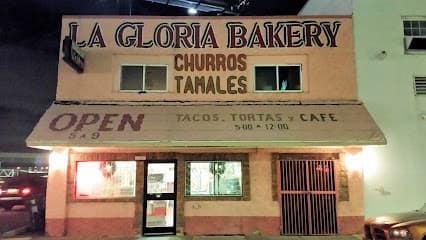 LA GLORIA BAKERY
CHURROS
TAMALES
OPEN
5 A 9
TACOS, TORTAS Y CAFE
5:00 A 12:00